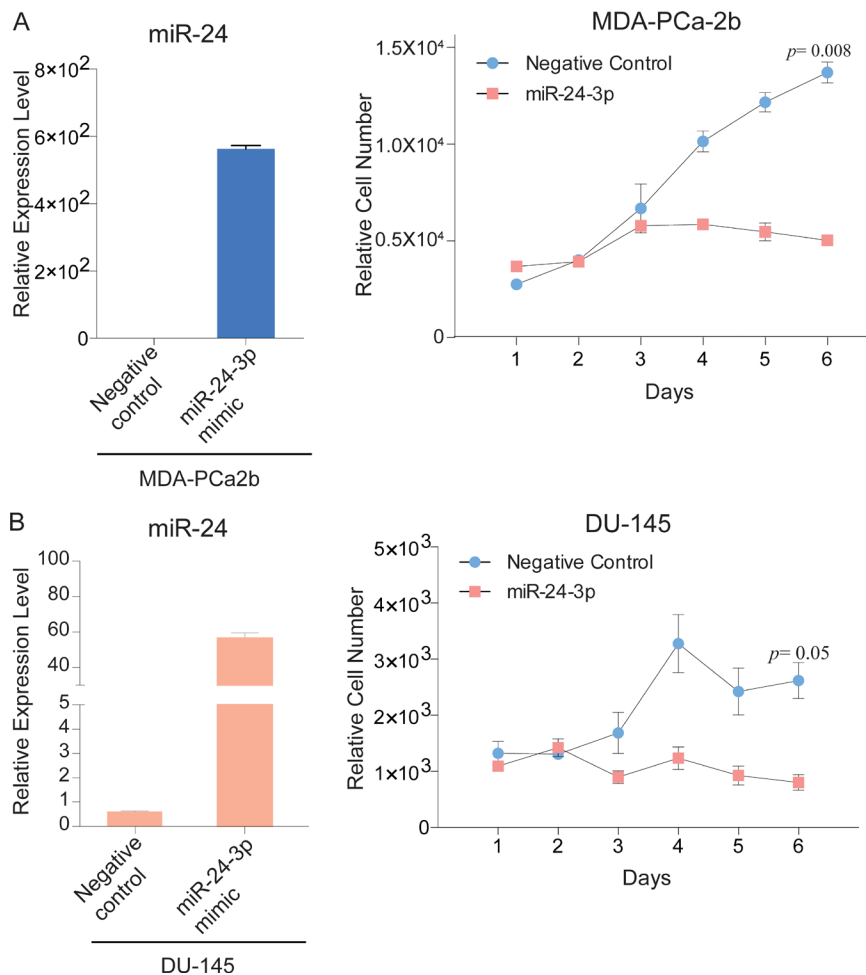 A
miR-24
Relative Expression Level
8×10²
6×10²
4×10²
2×10²
0
Negative
control
miR-24-3p
mimic
MDA-PCa2b
MDA-PCa-2b
Relative Cell Number
1.5X10⁴
1.0X10⁴
0.5X10⁴
0
Negative Control
miR-24-3p
p= 0.008
1 2 3 4 5 6
Days
B
miR-24
Relative Expression Level
100
80
60
40
5
4
3
2
1
0
Negative
control
miR-24-3p
mimic
DU-145
DU-145
Relative Cell Number
5×10³
4×10³
3×10³
2×10³
1×10³
0
Negative Control
miR-24-3p
p= 0.05
1 2 3 4 5 6
Days